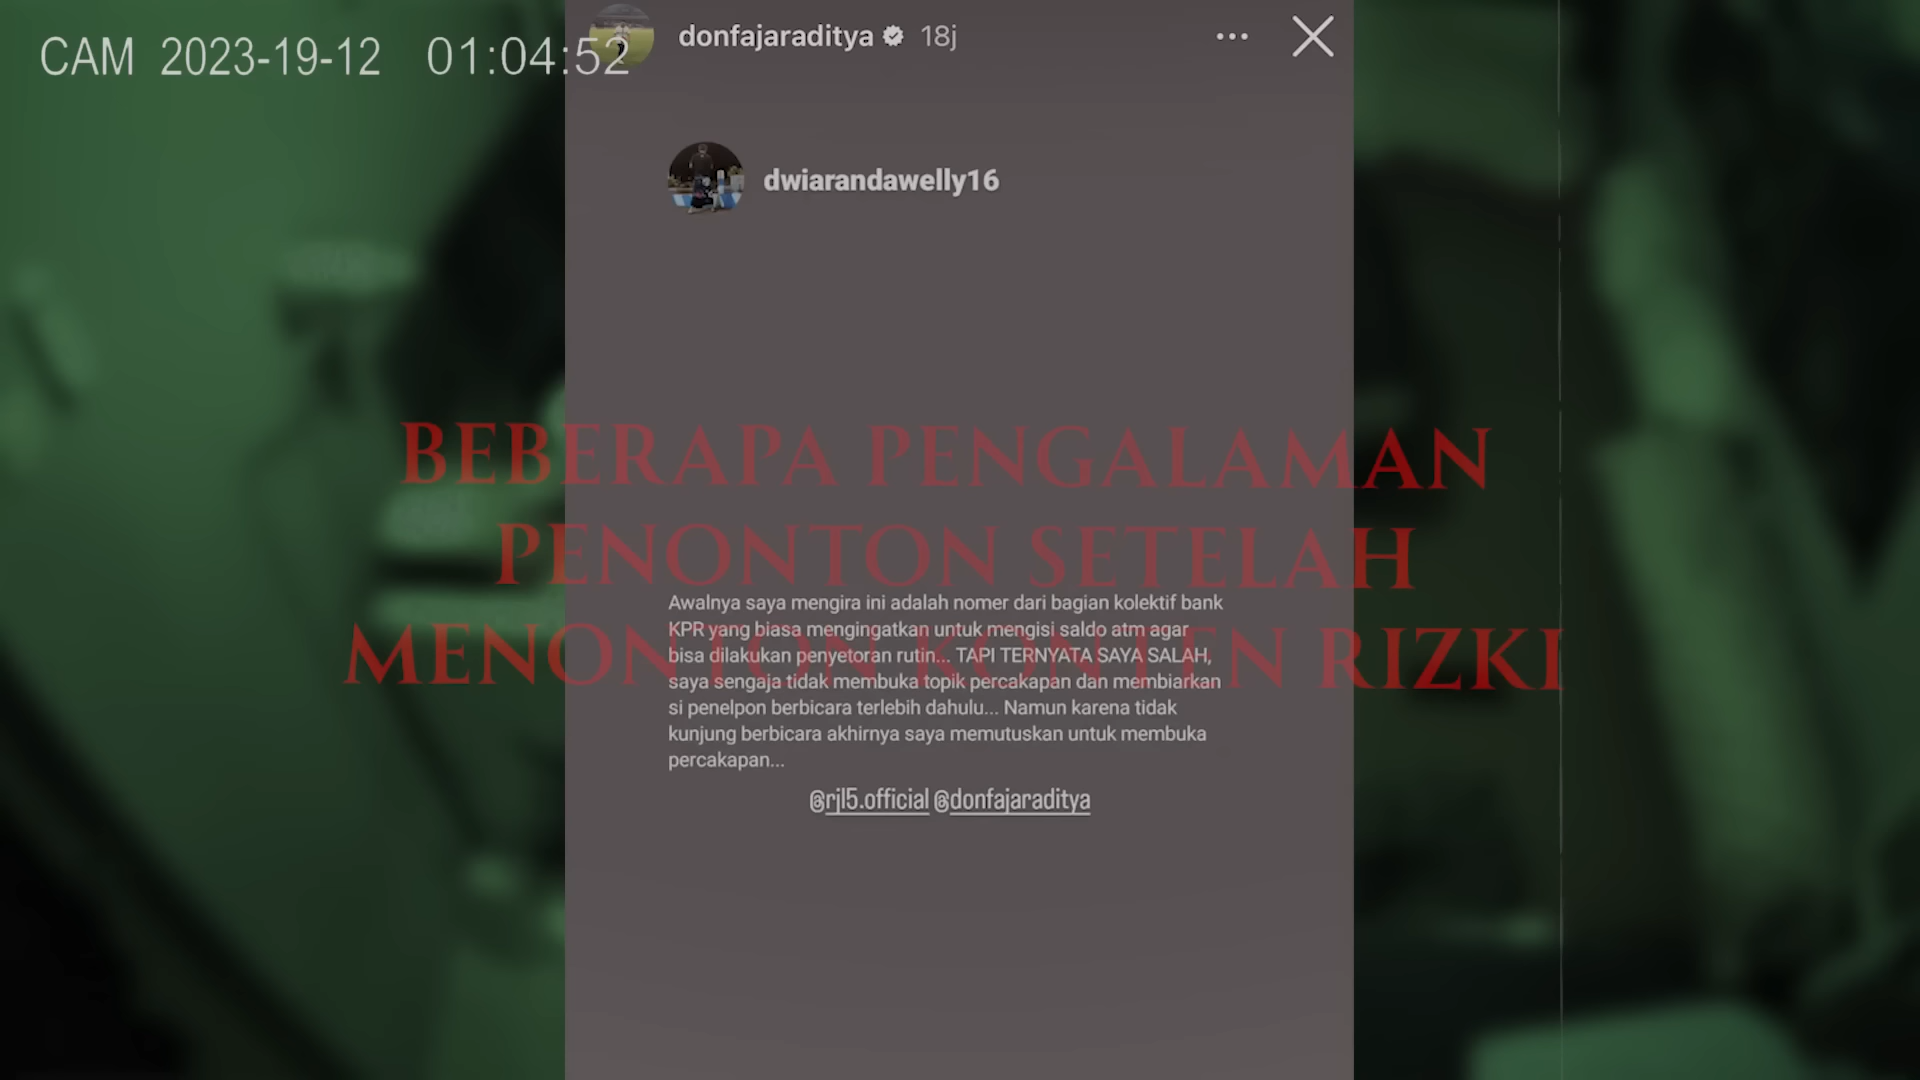 CAM 2023-19-12 01:04:52
donfajaraditya 18j
dwiarandawelly16
BEBERAPA PENGALAMAN
PENONTON SETELAH
MENONTON KONTEN RIZKI
Awalnya saya mengira ini adalah nomer dari bagian kolektif bank
KPR yang biasa mengingatkan untuk mengisi saldo atm agar
bisa dilakukan penyetoran rutin... TAPI TERNYATA SAYA SALAH,
saya sengaja tidak membuka topik percakapan dan membiarkan
si penelpon berbicara terlebih dahulu... Namun karena tidak
kunjung berbicara akhirnya saya memutuskan untuk membuka
percakapan...
@rjl5.official @donfajaraditya